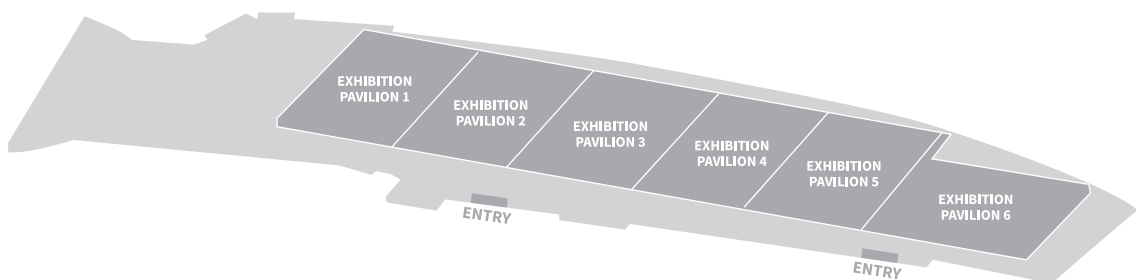 EXHIBITION
PAVILION 1
EXHIBITION
PAVILION 2
EXHIBITION
PAVILION 3
EXHIBITION
PAVILION 4
EXHIBITION
PAVILION 5
EXHIBITION
PAVILION 6
ENTRY
ENTRY